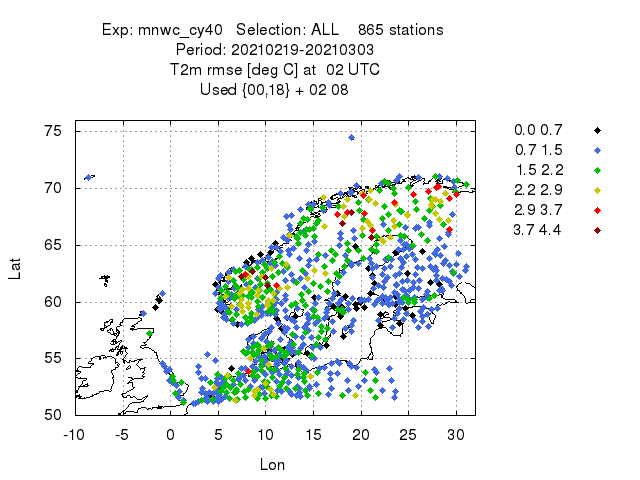 Exp: mnwc_cy40 Selection: ALL 865 stations
Period: 20210219-20210303
T2m rmse [deg C] at 02 UTC
Used {00,18} + 02 08
75
70
65
60
55
50
Lat
-10 -5 0 5 10 15 20 25 30
Lon
0.0 0.7
0.7 1.5
1.5 2.2
2.2 2.9
2.9 3.7
3.7 4.4